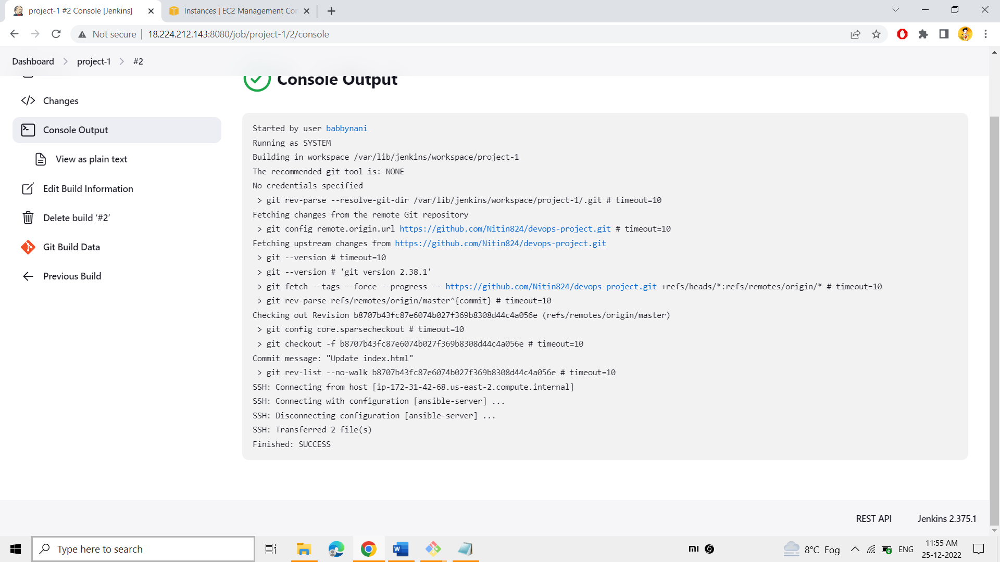 project-1 #2 Console [Jenkins]
Instances | EC2 Management Con
Not secure
18.224.212.143:8080/job/project-1/2/console
Dashboard
project-1
#2
Console Output
Changes
Console Output
View as plain text
Edit Build Information
Delete build ‘#2’
Git Build Data
Previous Build
Started by user babbynani
Running as SYSTEM
Building in workspace /var/lib/jenkins/workspace/project-1
The recommended git tool is: NONE
No credentials specified
> git rev-parse --resolve-git-dir /var/lib/jenkins/workspace/project-1/.git # timeout=10
Fetching changes from the remote Git repository
> git config remote.origin.url https://github.com/Nitin824/devops-project.git # timeout=10
Fetching upstream changes from https://github.com/Nitin824/devops-project.git
> git --version # timeout=10
> git --version # 'git version 2.38.1'
> git fetch --tags --force --progress -- https://github.com/Nitin824/devops-project.git +refs/heads/*:refs/remotes/origin/* # timeout=10
> git rev-parse refs/remotes/origin/master^{commit} # timeout=10
Checking out Revision b8707b43fc87e6074b027f369b8308d44c4a056e (refs/remotes/origin/master)
> git config core.sparsecheckout # timeout=10
> git checkout -f b8707b43fc87e6074b027f369b8308d44c4a056e # timeout=10
Commit message: "Update index.html"
> git rev-list --no-walk b8707b43fc87e6074b027f369b8308d44c4a056e # timeout=10
SSH: Connecting from host [ip-172-31-42-68.us-east-2.compute.internal]
SSH: Connecting with configuration [ansible-server] ...
SSH: Disconnecting configuration [ansible-server] ...
SSH: Transferred 2 file(s)
Finished: SUCCESS
REST API
Jenkins 2.375.1
Type here to search
8°C Fog
ENG
11:55 AM
25-12-2022